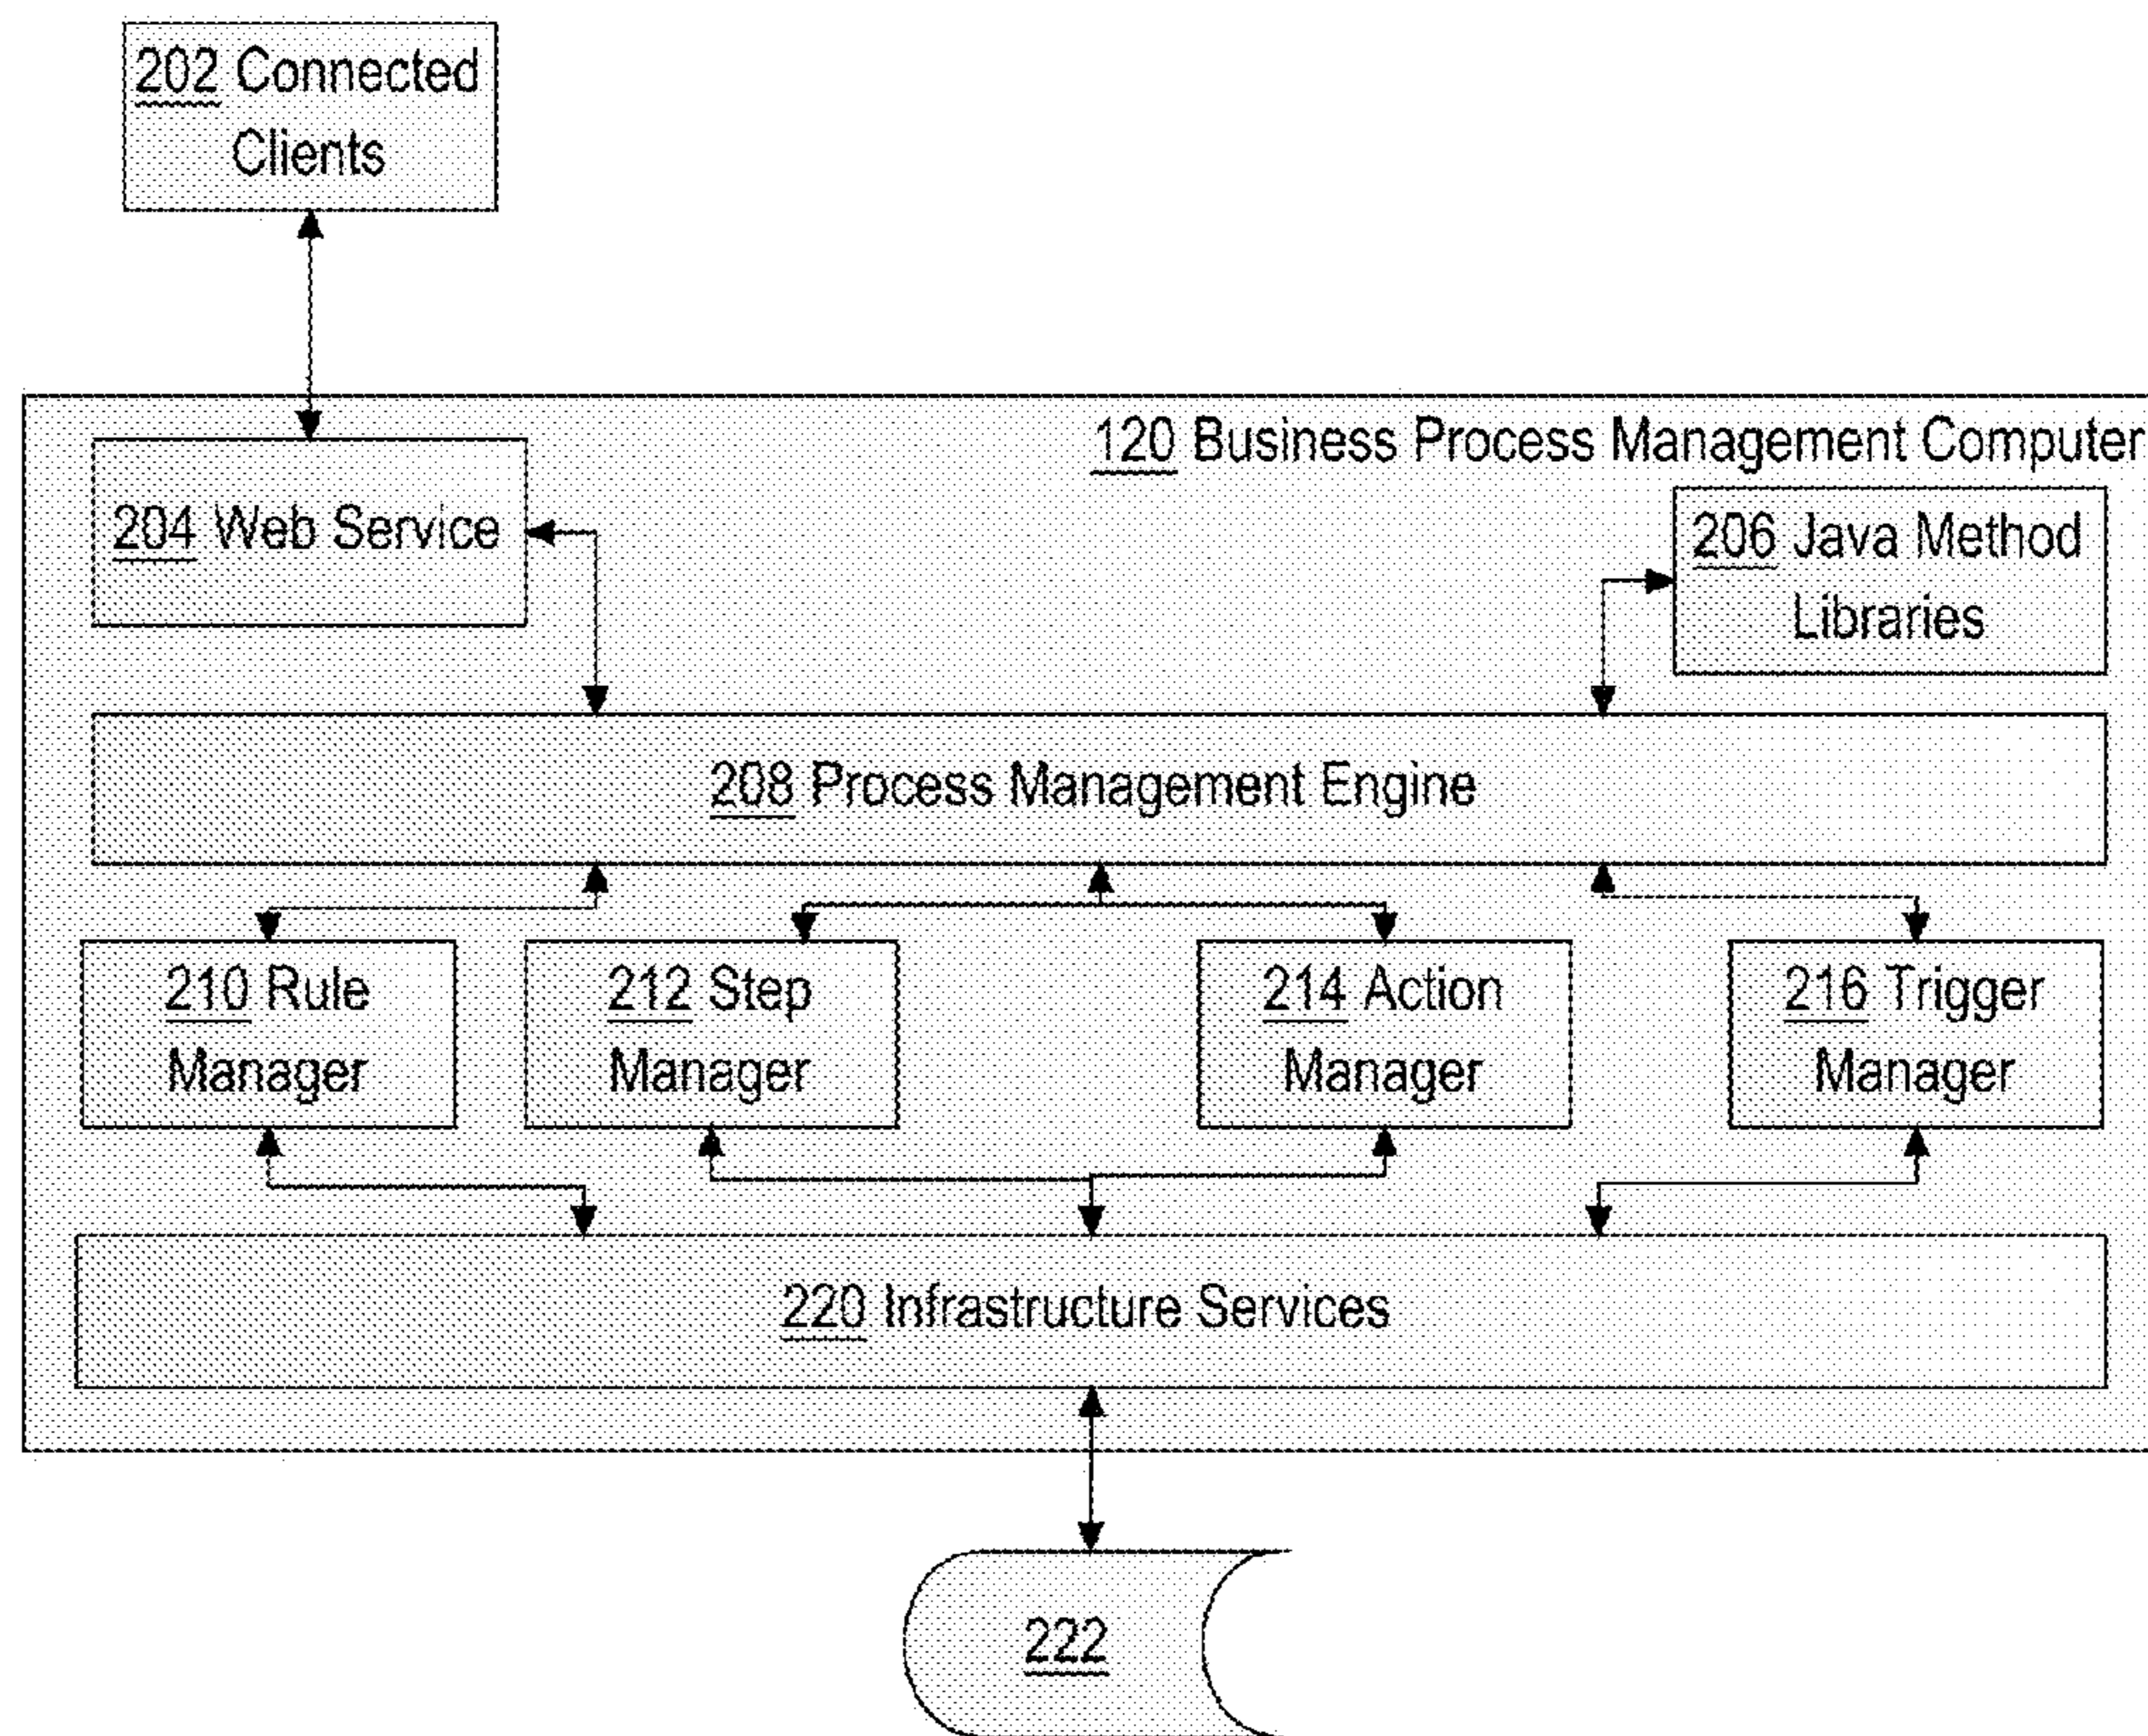 202 Connected
Clients
120 Business Process Management Computer
204 Web Service
206 Java Method
Libraries
208 Process Management Engine
210 Rule
Manager
212 Step
Manager
214 Action
Manager
216 Trigger
Manager
220 Infrastructure Services
222